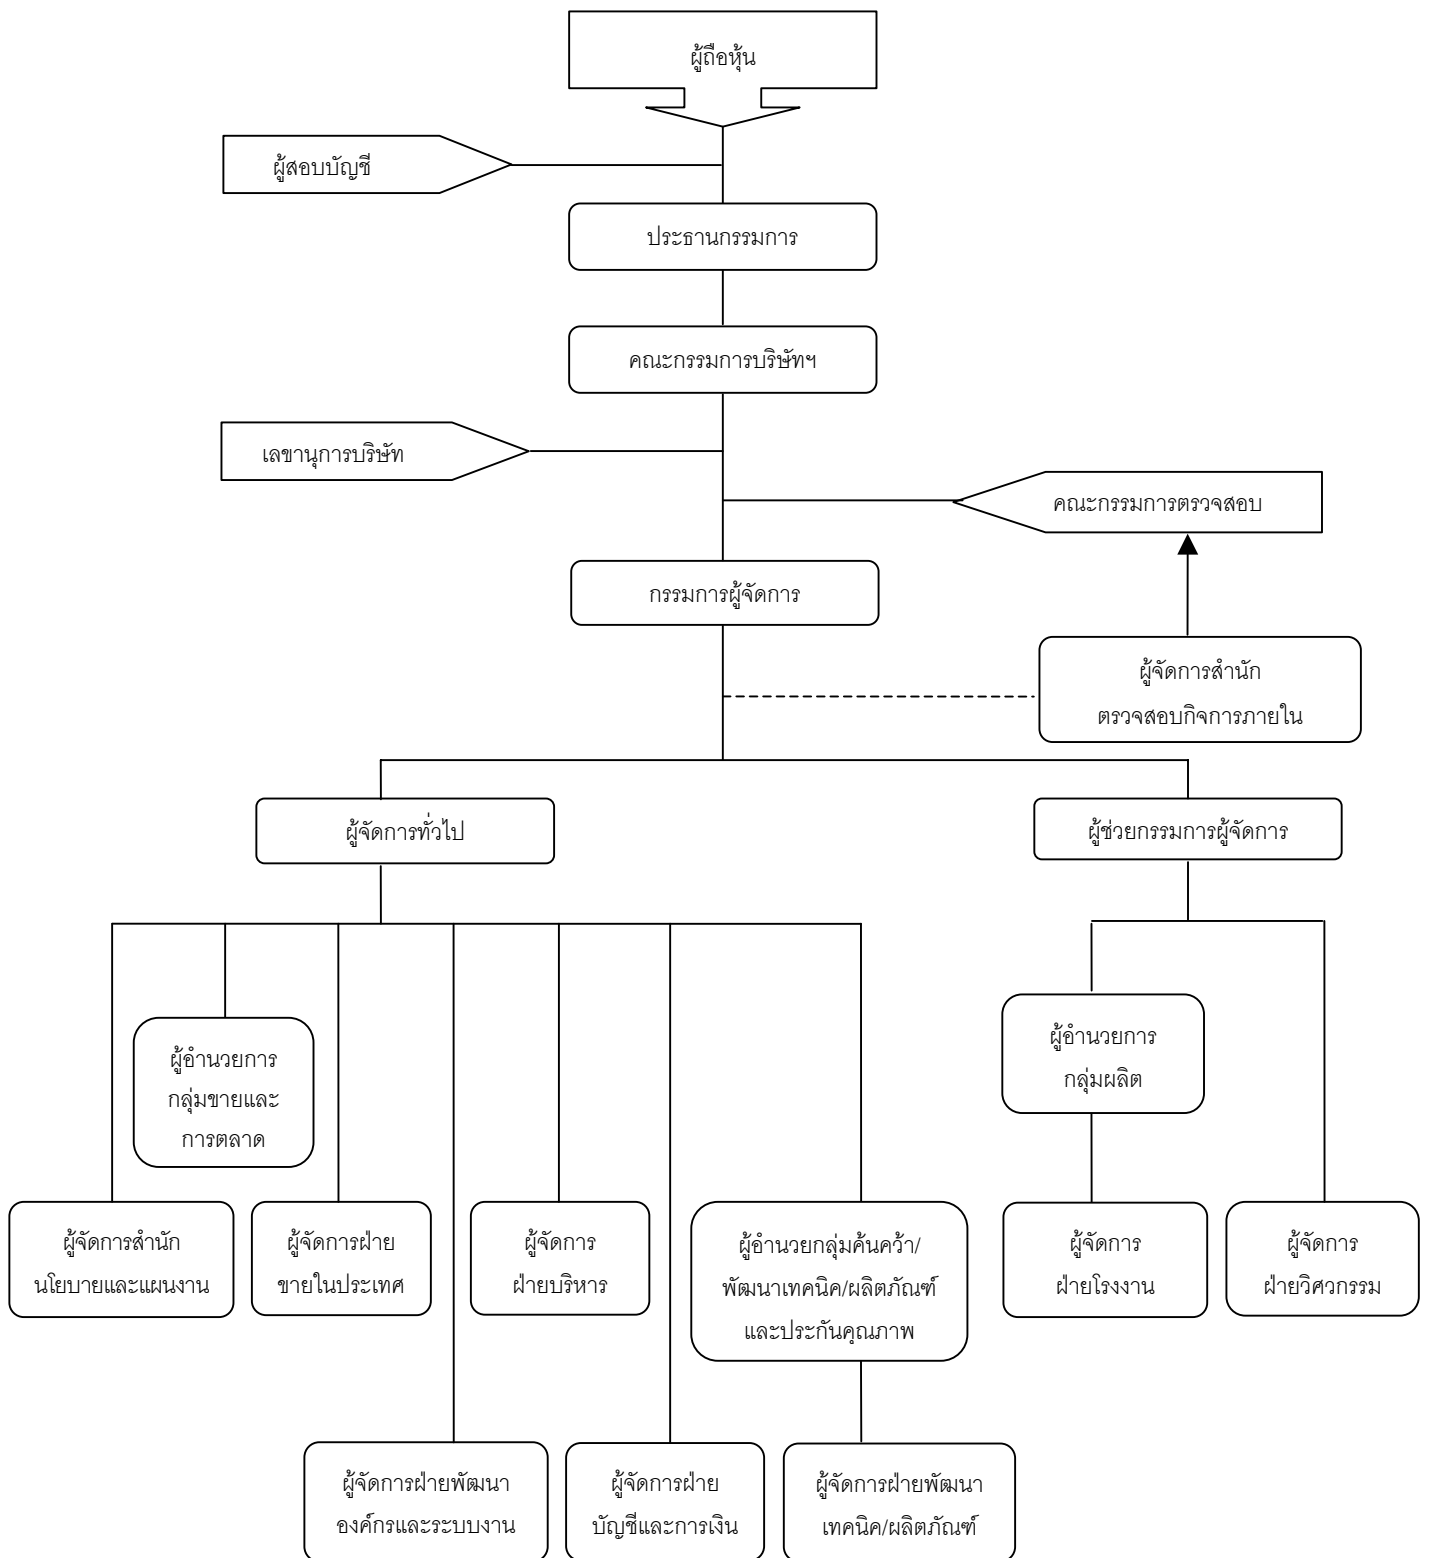 ผู้ถือหุ้น
ผู้สอบบัญชี
ประธานกรรมการ
คณะกรรมการบริษัทฯ
เลขานุการบริษัท
คณะกรรมการตรวจสอบ
กรรมการผู้จัดการ
ผู้จัดการสำนัก
ตรวจสอบกิจการภายใน
ผู้จัดการทั่วไป
ผู้ช่วยกรรมการผู้จัดการ
ผู้อำนวยการ
กลุ่มขายและ
การตลาด
ผู้อำนวยการ
กลุ่มผลิต
ผู้จัดการสำนัก
นโยบายและแผนงาน
ผู้จัดการฝ่าย
ขายในประเทศ
ผู้จัดการ
ฝ่ายบริหาร
ผู้อำนวยกลุ่มค้นคว้า/
พัฒนาเทคนิค/ผลิตภัณฑ์
และประกันคุณภาพ
ผู้จัดการ
ฝ่ายโรงงาน
ผู้จัดการ
ฝ่ายวิศวกรรม
ผู้จัดการฝ่ายพัฒนา
องค์กรและระบบงาน
ผู้จัดการฝ่าย
บัญชีและการเงิน
ผู้จัดการฝ่ายพัฒนา
เทคนิค/ผลิตภัณฑ์